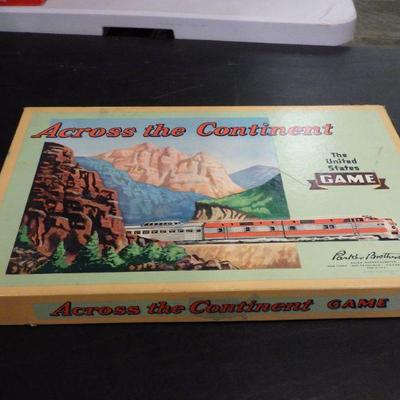 Across the Continent
The
United
States
GAME
Parker Brothers
Across the Continent GAME